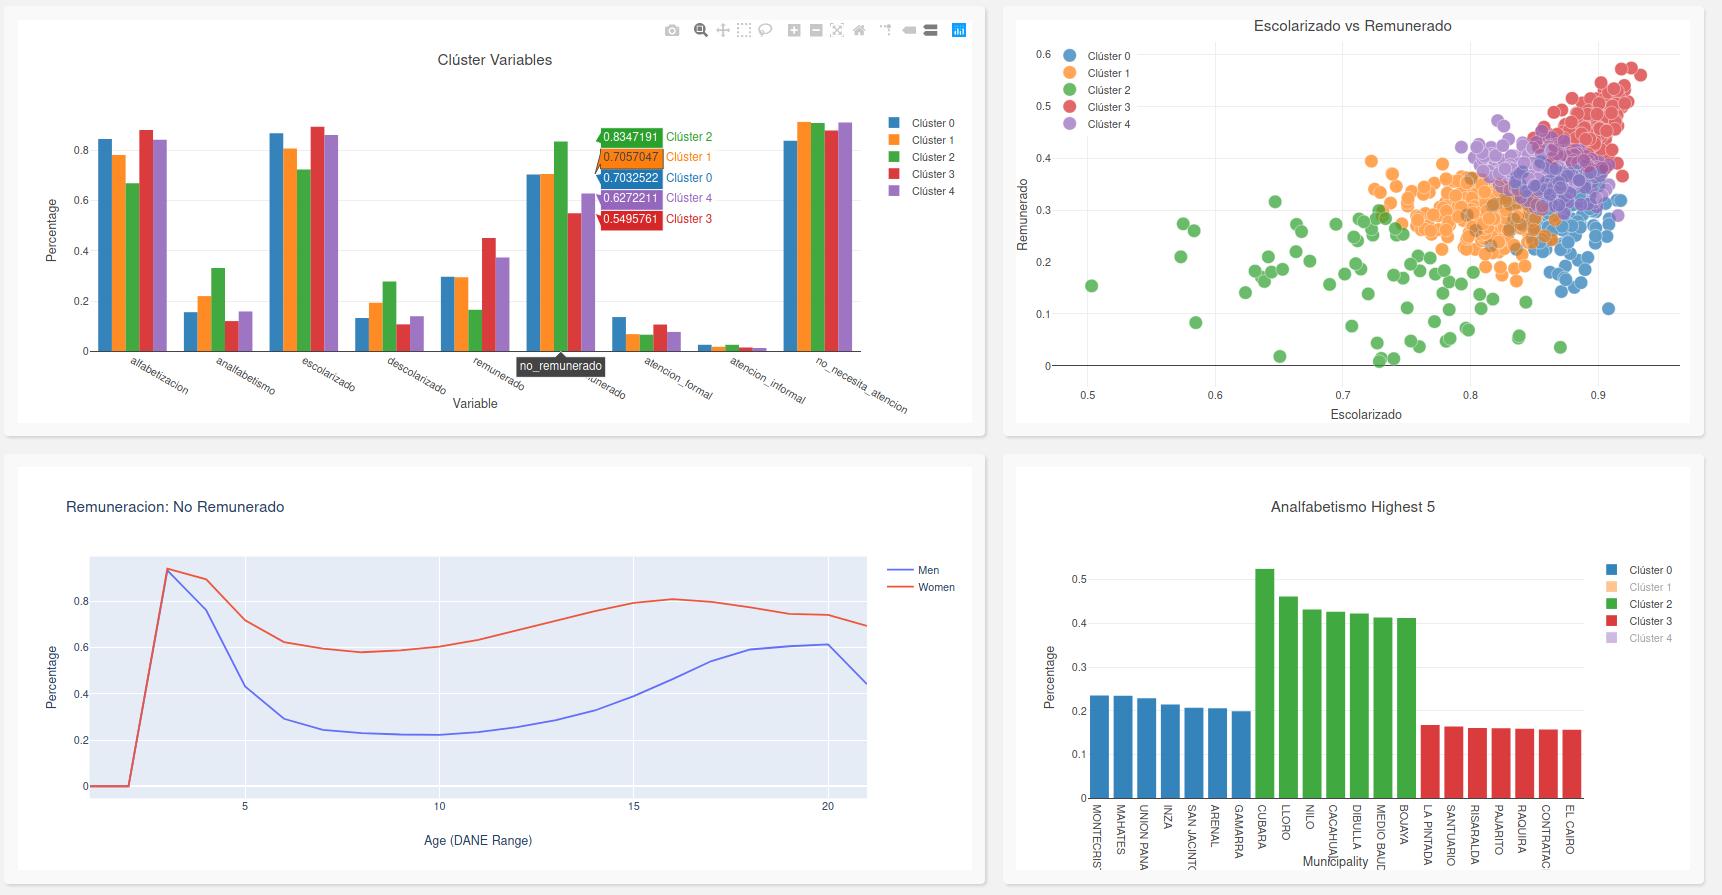 Clúster Variables
Percentage
0.8
0.6
0.4
0.2
0
0.8347191 Clúster 2
0.7057047 Clúster 1
0.7032522 Clúster 0
0.6272211 Clúster 4
0.5495761 Clúster 3
Clúster 0
Clúster 1
Clúster 2
Clúster 3
Clúster 4
alfabetizacion
analfabetismo
escolarizado
descolarizado
remunerado
no_remunerado
unerado
atencion_formal
atencion_informal
no_necesita_atencion
Variable
Escolarizado vs Remunerado
Clúster 0
Clúster 1
Clúster 2
Clúster 3
Clúster 4
Remunerado
0.6
0.5
0.4
0.3
0.2
0.1
0
0.5
0.6
0.7
0.8
0.9
Escolarizado
Remuneracion: No Remunerado
Men
Women
Percentage
0.8
0.6
0.4
0.2
0
5
10
15
20
Age (DANE Range)
Analfabetismo Highest 5
Clúster 0
Clúster 1
Clúster 2
Clúster 3
Clúster 4
Percentage
0.5
0.4
0.3
0.2
0.1
0
MONTECRIS
MAHATES
UNION PANA
INZA
SAN JACINTO
ARENAL
GAMARRA
CUBARA
LLORO
NILO
CACAHUAL
DIBULLA
MEDIO BAUD
BOJAYA
LA PINTADA
SANTUARIO
RISARALDA
PAJARITO
RAQUIRA
CONTRATAC
EL CAIRO
Municipality